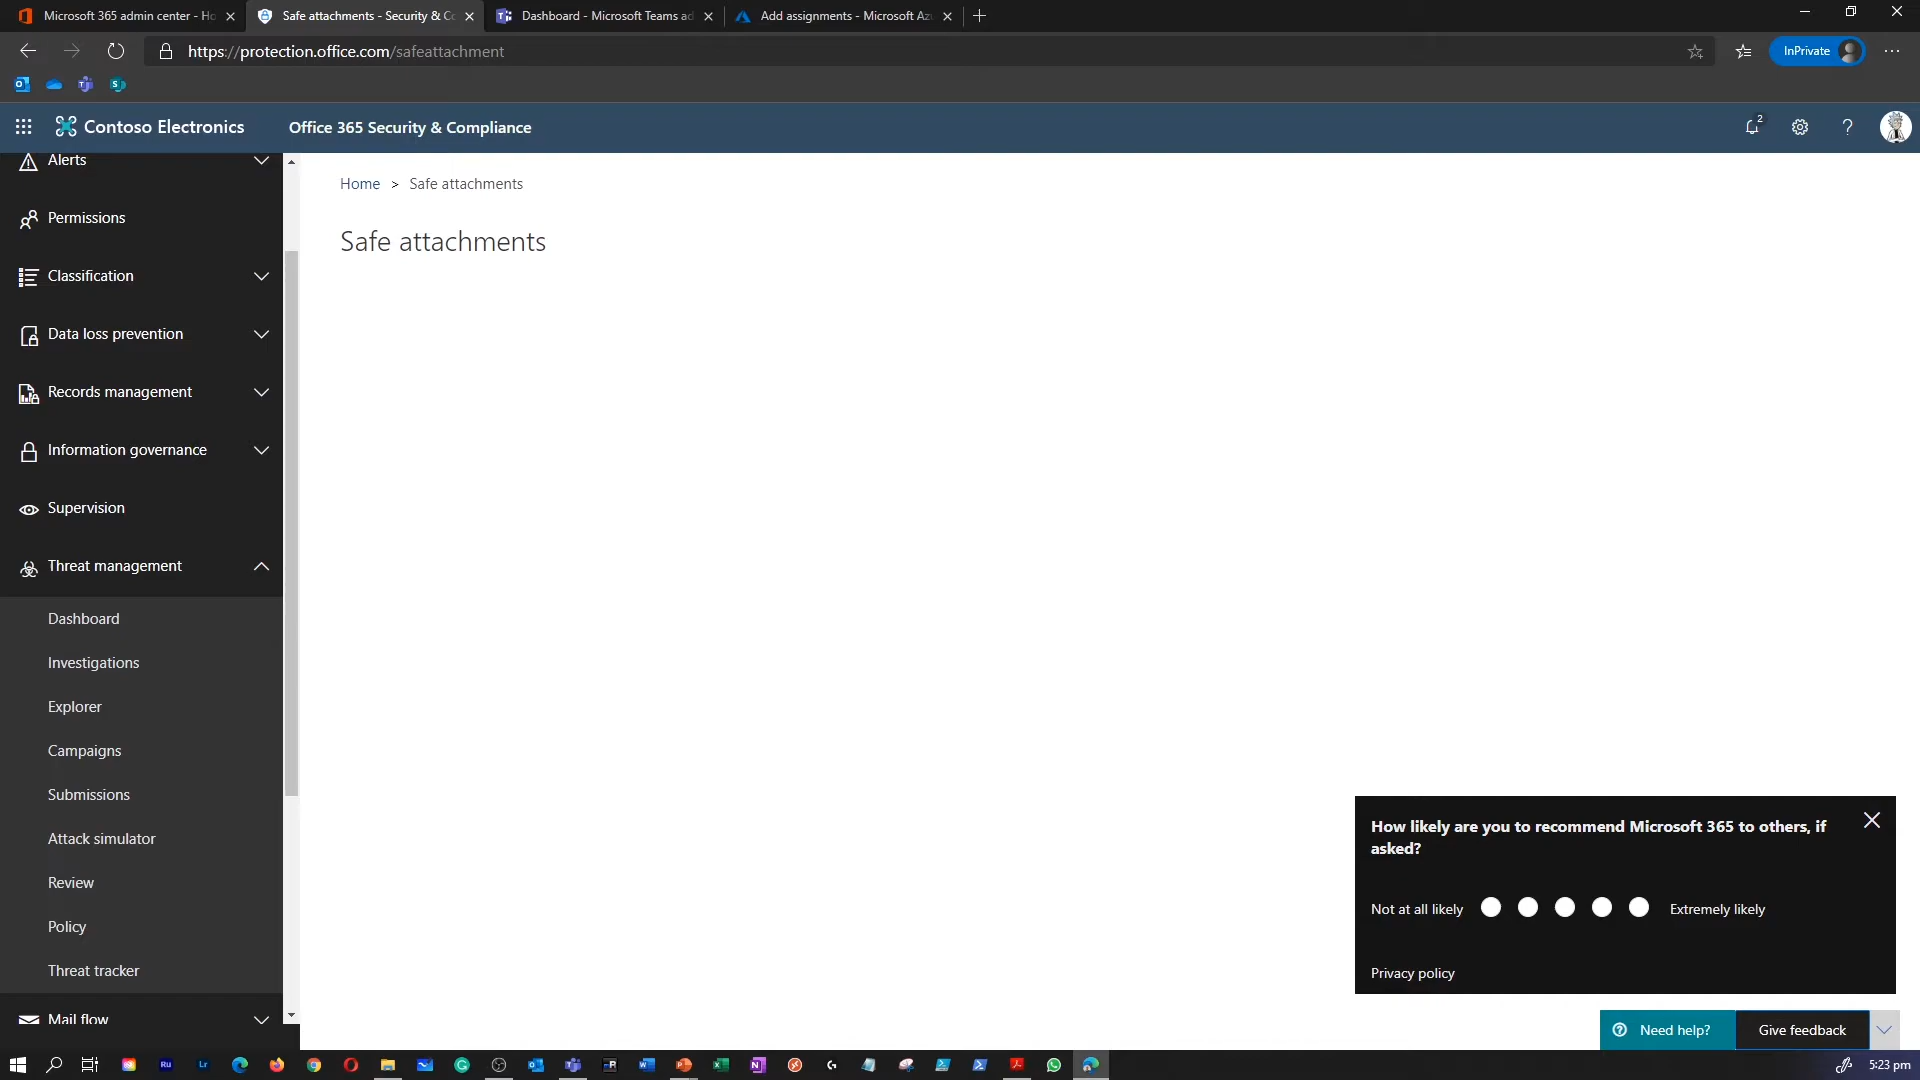 Microsoft 365 admin center - Ho
Safe attachments - Security & Co
Dashboard - Microsoft Teams ad
Add assignments - Microsoft Azu
https://protection.office.com/safeattachment
InPrivate
Contoso Electronics
Office 365 Security & Compliance
2
Alerts
Permissions
Classification
Data loss prevention
Records management
Information governance
Supervision
Threat management
Dashboard
Investigations
Explorer
Campaigns
Submissions
Attack simulator
Review
Policy
Threat tracker
Mail flow
Home > Safe attachments
Safe attachments
How likely are you to recommend Microsoft 365 to others, if
asked?
Not at all likely
Extremely likely
Privacy policy
Need help?
Give feedback
Ru
Lr
5:23 pm